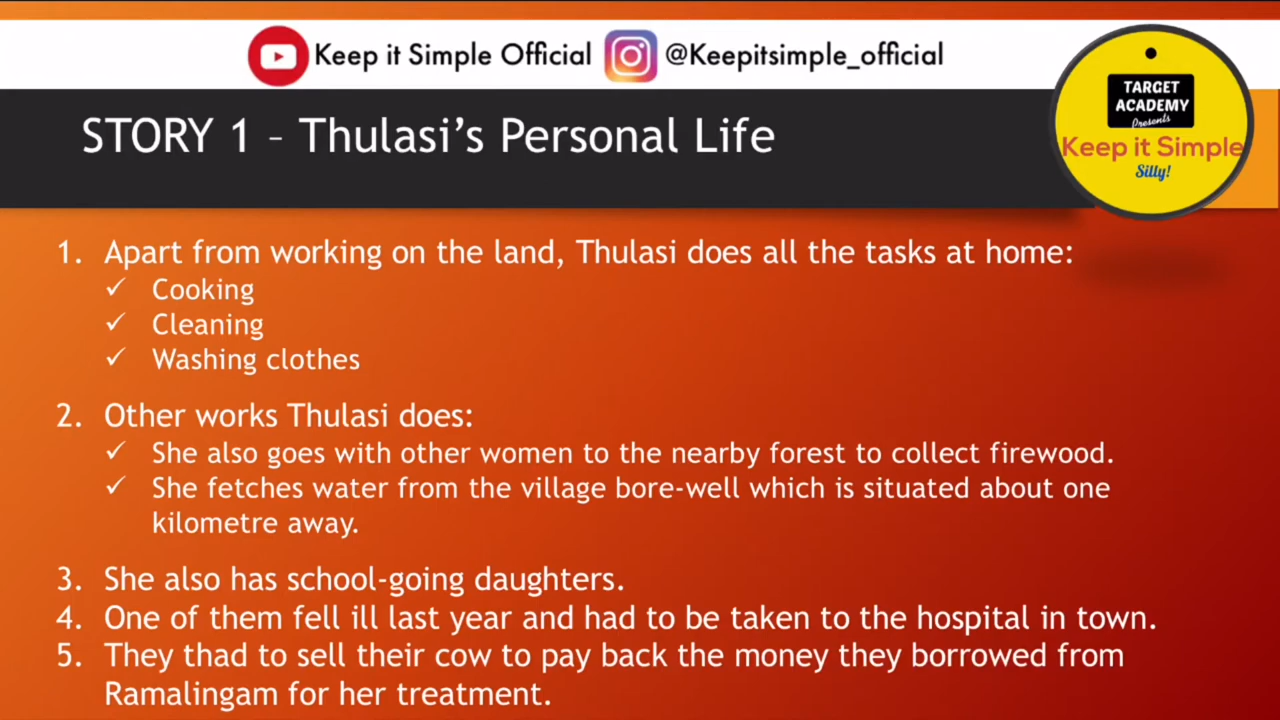 Keep it Simple Official @Keepitsimple_official
TARGET
ACADEMY
Presents
Keep it Simple
Silly!
STORY 1 – Thulasi's Personal Life
1. Apart from working on the land, Thulasi does all the tasks at home:
✓ Cooking
✓ Cleaning
✓ Washing clothes
2. Other works Thulasi does:
✓ She also goes with other women to the nearby forest to collect firewood.
✓ She fetches water from the village bore-well which is situated about one
kilometre away.
3. She also has school-going daughters.
4. One of them fell ill last year and had to be taken to the hospital in town.
5. They thad to sell their cow to pay back the money they borrowed from
Ramalingam for her treatment.